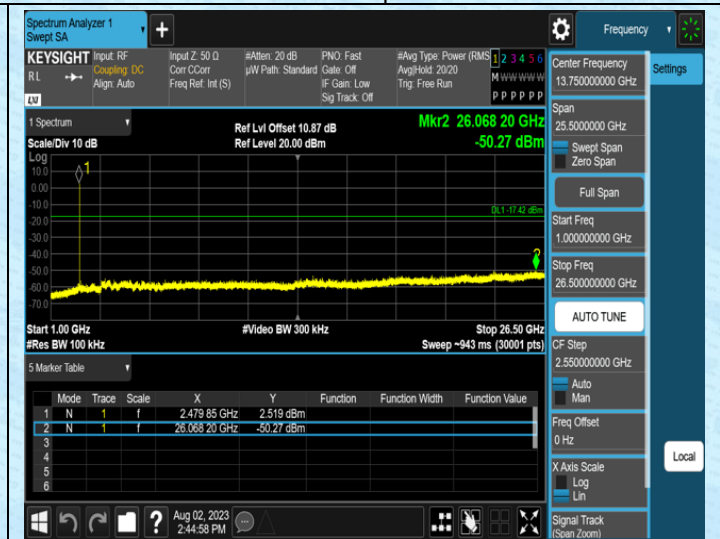 Spectrum Analyzer 1
Swept SA
+
Frequency
KEYSIGHT
RL
Input: RF
Coupling: DC
Align: Auto
Input Z: 50 Ω
Corr CCorr
Freq Ref: Int (S)
#Atten: 20 dB
µW Path: Standard
PNO: Fast
Gate: Off
IF Gain: Low
Sig Track: Off
#Avg Type: Power (RMS
Avg|Hold: 20/20
Trig: Free Run
1 2 3 4 5 6
M W W W W W
P P P P P P
LXI
1 Spectrum
Scale/Div 10 dB
Ref Lvl Offset 10.87 dB
Ref Level 20.00 dBm
Mkr2 26.068 20 GHz
-50.27 dBm
Log
10.0
0.00
-10.0
-20.0
-30.0
-40.0
-50.0
-60.0
-70.0
1
DL1 -17.42 dBm
2
Start 1.00 GHz
#Res BW 100 kHz
#Video BW 300 kHz
Stop 26.50 GHz
Sweep ~943 ms (30001 pts)
5 Marker Table
Mode Trace Scale X Y Function Function Width Function Value
1 N 1 f 2.479 85 GHz 2.519 dBm
2 N 1 f 26.068 20 GHz -50.27 dBm
3
4
5
6
?
Aug 02, 2023
2:44:58 PM
Center Frequency
13.750000000 GHz
Span
25.5000000 GHz
Swept Span
Zero Span
Full Span
Start Freq
1.000000000 GHz
Stop Freq
26.500000000 GHz
AUTO TUNE
CF Step
2.550000000 GHz
Auto
Man
Freq Offset
0 Hz
X Axis Scale
Log
Lin
Signal Track
(Span Zoom)
Settings
Local